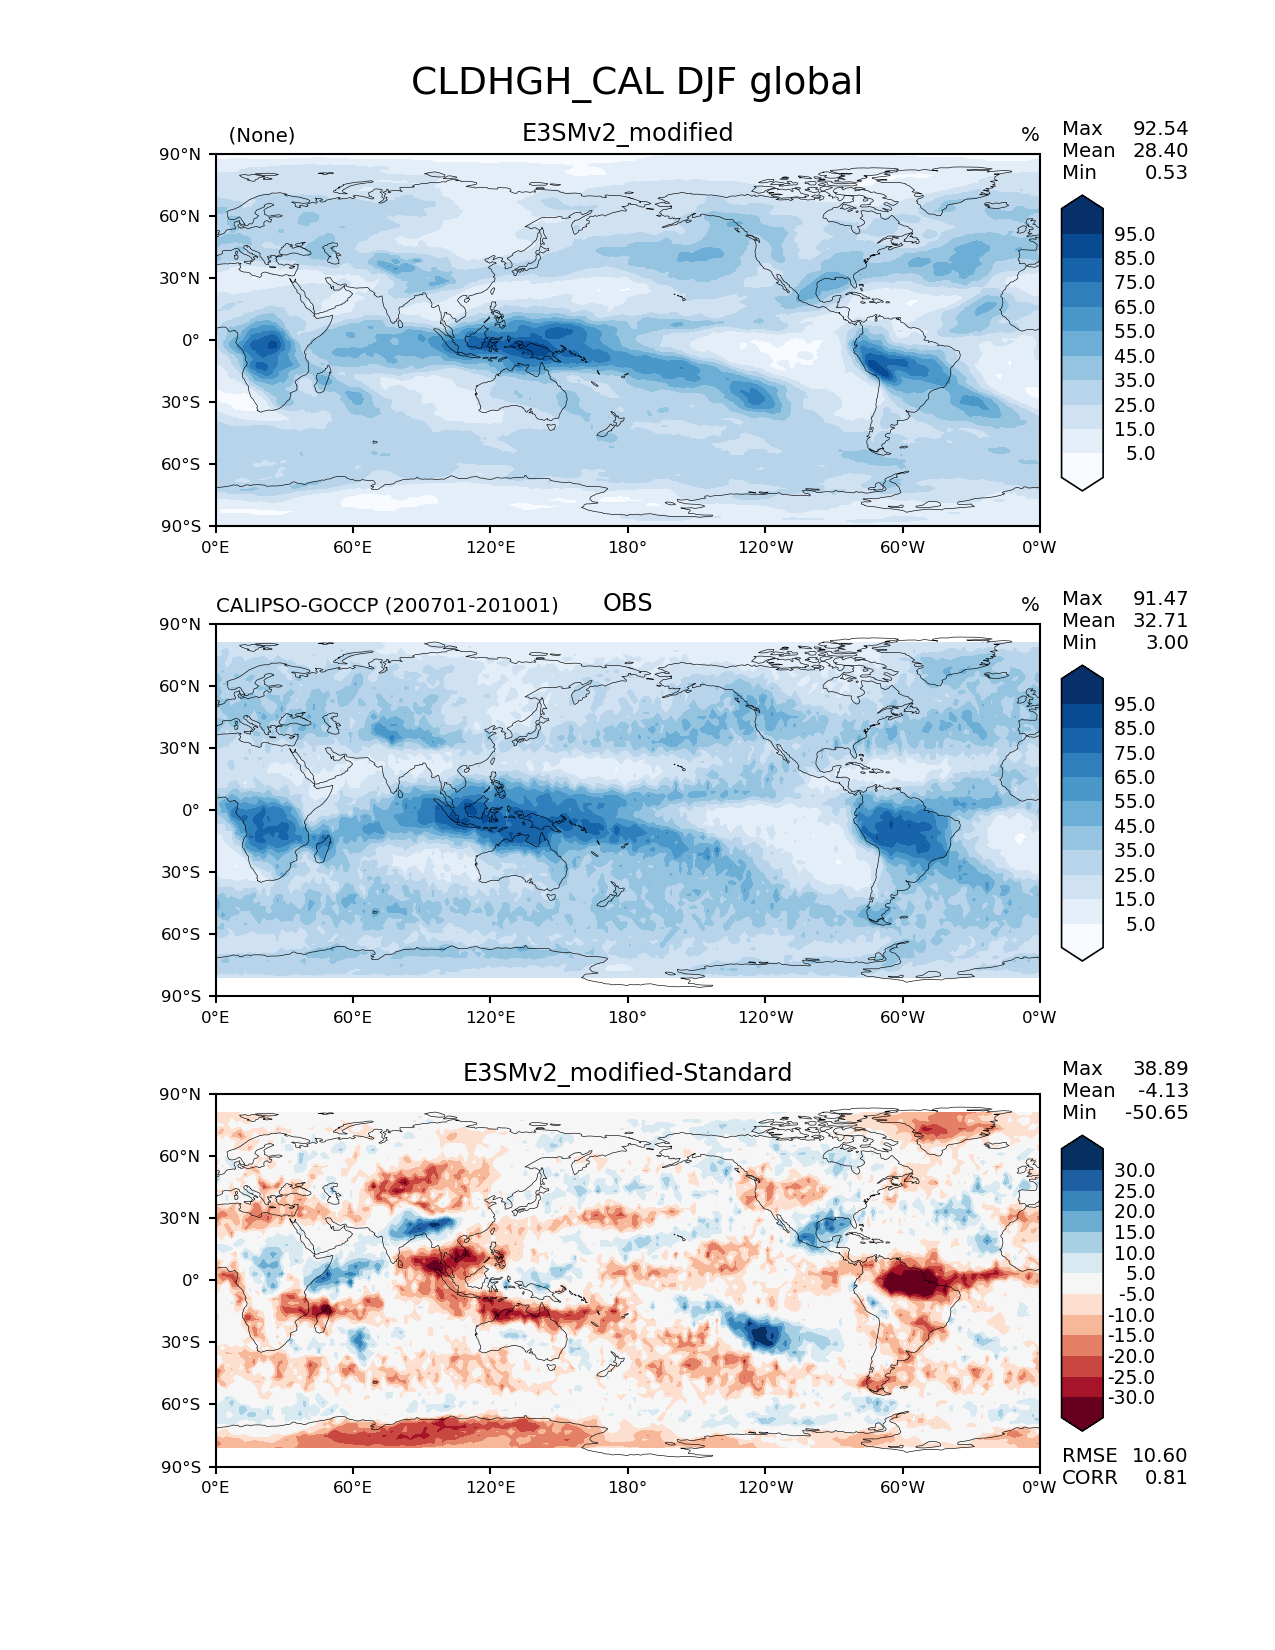 CLDHGH_CAL DJF global
(None) E3SMv2_modified %
Max 92.54
Mean 28.40
Min 0.53
90°N
60°N
30°N
0°
30°S
60°S
90°S
0°E 60°E 120°E 180° 120°W 60°W 0°W
95.0
85.0
75.0
65.0
55.0
45.0
35.0
25.0
15.0
5.0
CALIPSO-GOCCP (200701-201001) OBS %
Max 91.47
Mean 32.71
Min 3.00
90°N
60°N
30°N
0°
30°S
60°S
90°S
0°E 60°E 120°E 180° 120°W 60°W 0°W
95.0
85.0
75.0
65.0
55.0
45.0
35.0
25.0
15.0
5.0
E3SMv2_modified-Standard
Max 38.89
Mean -4.13
Min -50.65
90°N
60°N
30°N
0°
30°S
60°S
90°S
0°E 60°E 120°E 180° 120°W 60°W 0°W
30.0
25.0
20.0
15.0
10.0
5.0
-5.0
-10.0
-15.0
-20.0
-25.0
-30.0
RMSE 10.60
CORR 0.81